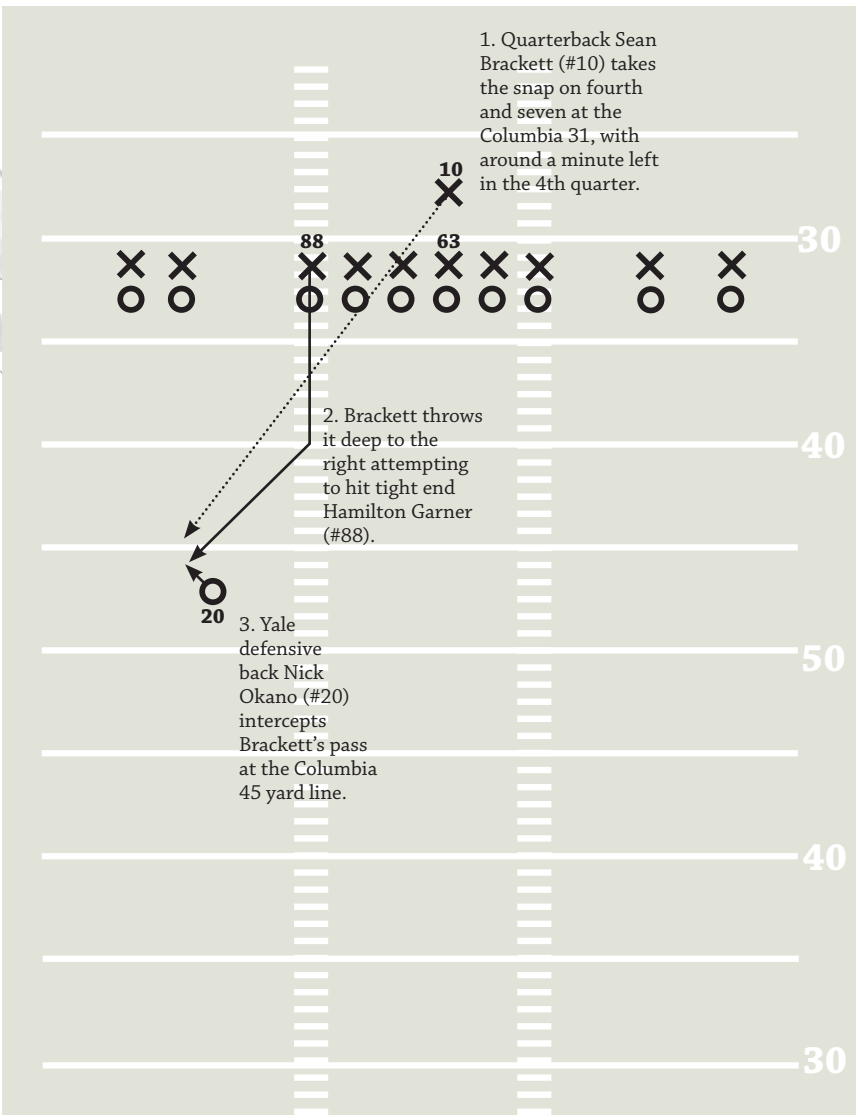 1. Quarterback Sean
Brackett (#10) takes
the snap on fourth
and seven at the
Columbia 31, with
around a minute left
in the 4th quarter.
10
30
88
63
2. Brackett throws
it deep to the
right attempting
to hit tight end
Hamilton Garner
(#88).
40
20
3. Yale
defensive
back Nick
Okano (#20)
intercepts
Brackett's pass
at the Columbia
45 yard line.
50
40
30